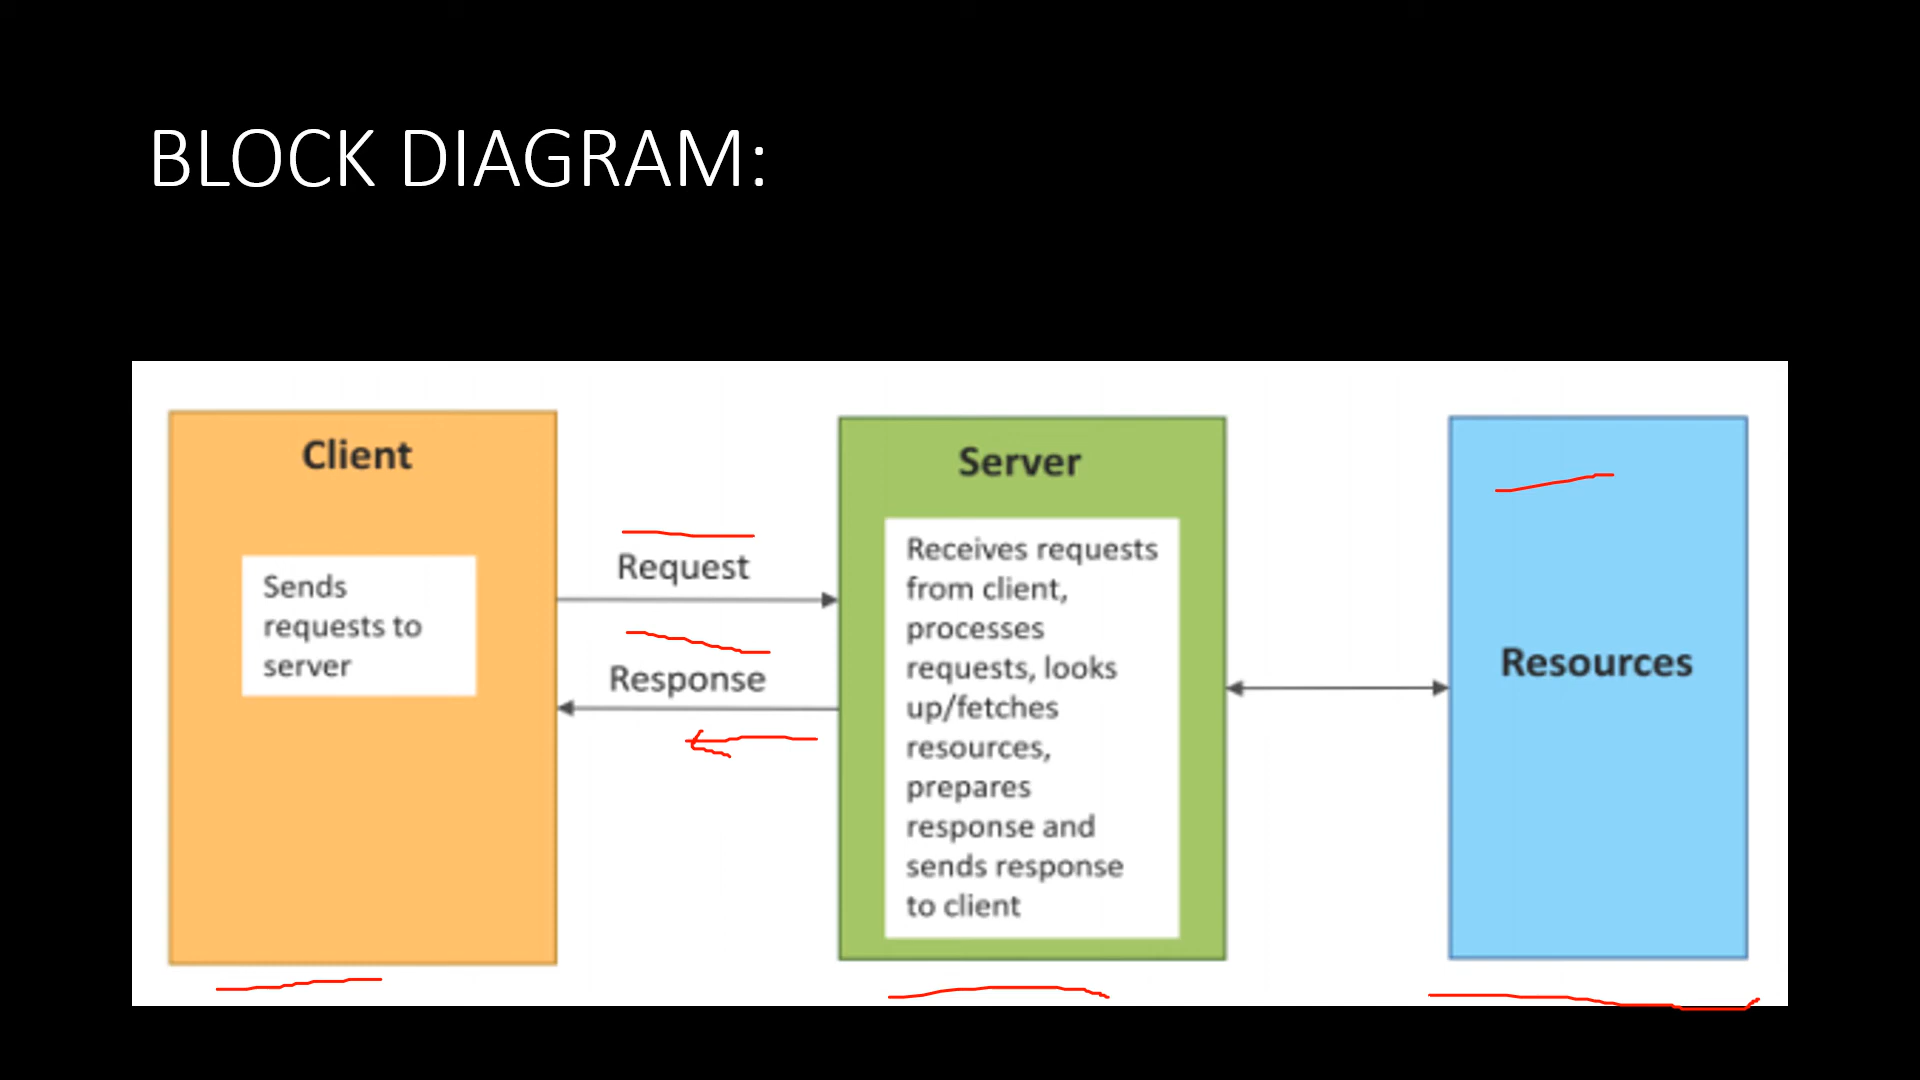 BLOCK DIAGRAM:
Client
Sends
requests to
server
Request
Response
Server
Receives requests
from client,
processes
requests, looks
up/fetches
resources,
prepares
response and
sends response
to client
Resources